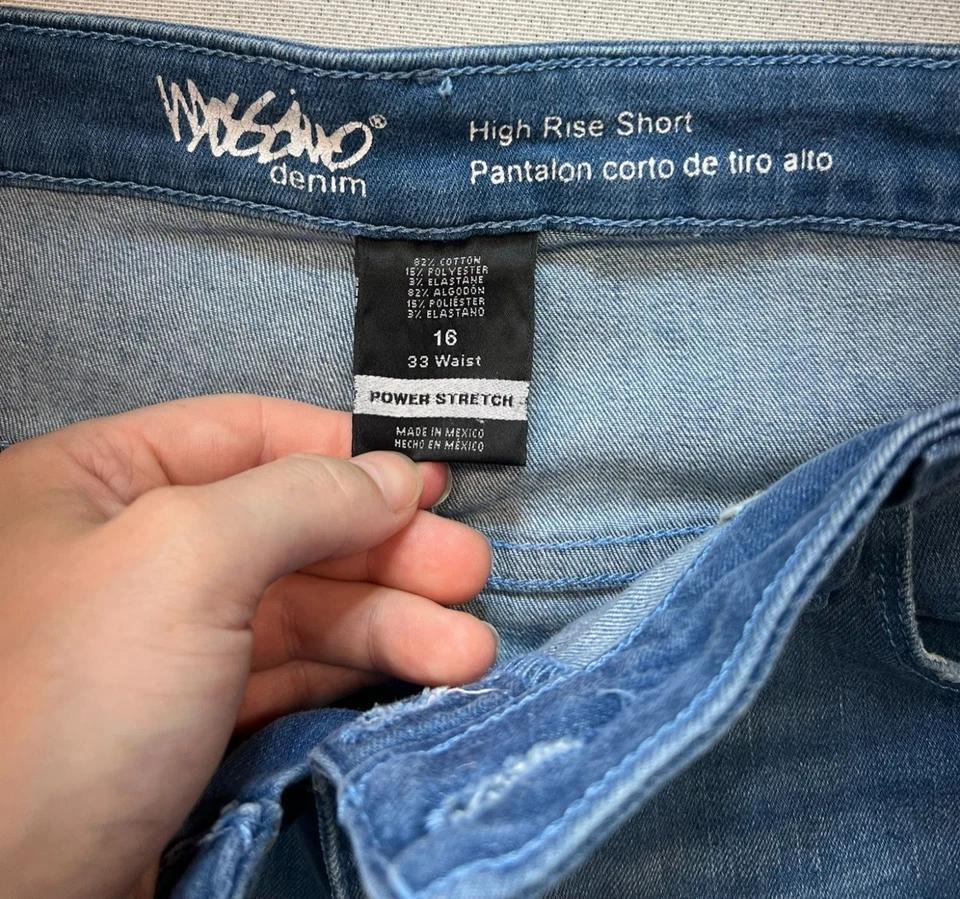 Mossimo®
denim
High Rise Short
Pantalon corto de tiro alto
82% COTTON
15% POLYESTER
3% ELASTANE
82% ALGODÓN
15% POLIÉSTER
3% ELASTANO
16
33 Waist
POWER STRETCH
MADE IN MEXICO
HECHO EN MÉXICO